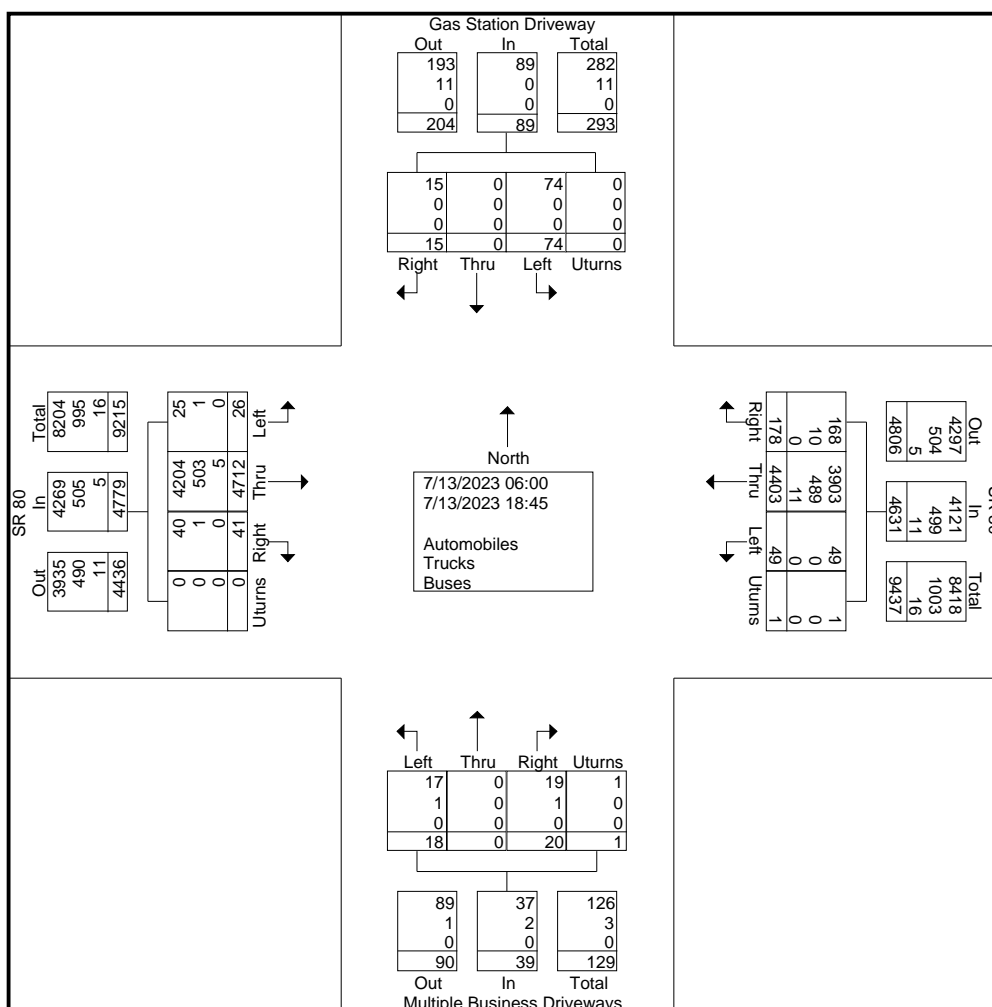 Gas Station Driveway
Out In Total
193 89 282
11 0 11
0 0 0
204 89 293
15 0 74 0
0 0 0 0
0 0 0 0
15 0 74 0
Right Thru Left Uturns
SR 80
Total
8204
995
16
9215
In
4269
505
5
4779
Out
3935
490
11
4436
25
1
0
26
Left
4204
503
5
4712
Thru
40
1
0
41
Right
0
0
0
0
Uturns
North
7/13/2023 06:00
7/13/2023 18:45
Automobiles
Trucks
Buses
Right
168
10
0
178
Thru
3903
489
11
4403
Left
49
0
0
49
Uturns
1
0
0
1
Out
4297
504
5
4806
In
4121
499
11
4631
Total
8418
1003
16
9437
Left Thru Right Uturns
17 0 19 1
1 0 1 0
0 0 0 0
18 0 20 1
89 37 126
1 2 3
0 0 0
90 39 129
Out In Total
Multiple Business Driveways